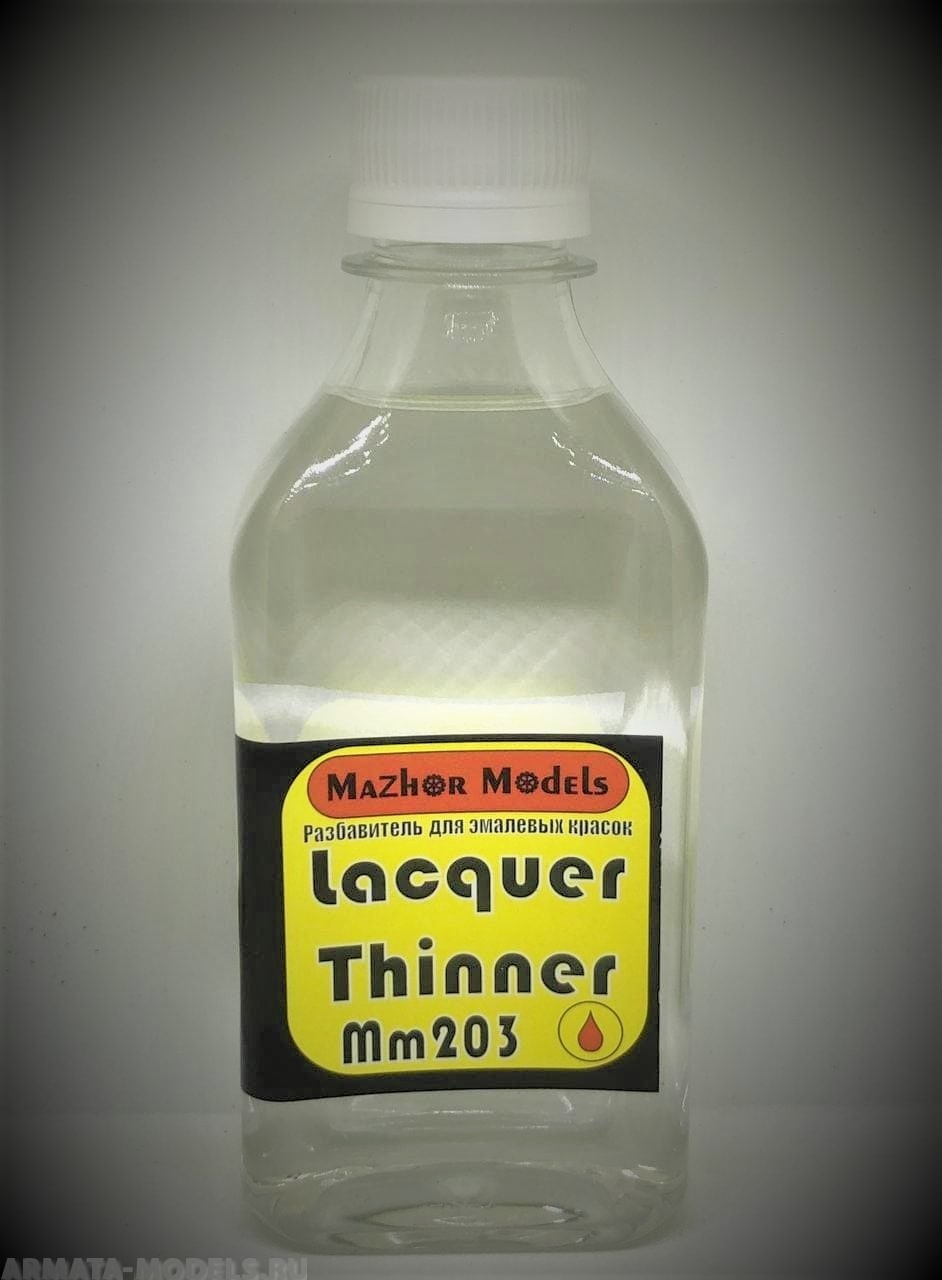 MaZhor Models
Разбавитель для эмалевых красок
Lacquer
Thinner
Mm203
ARMATA-MODELS.RU